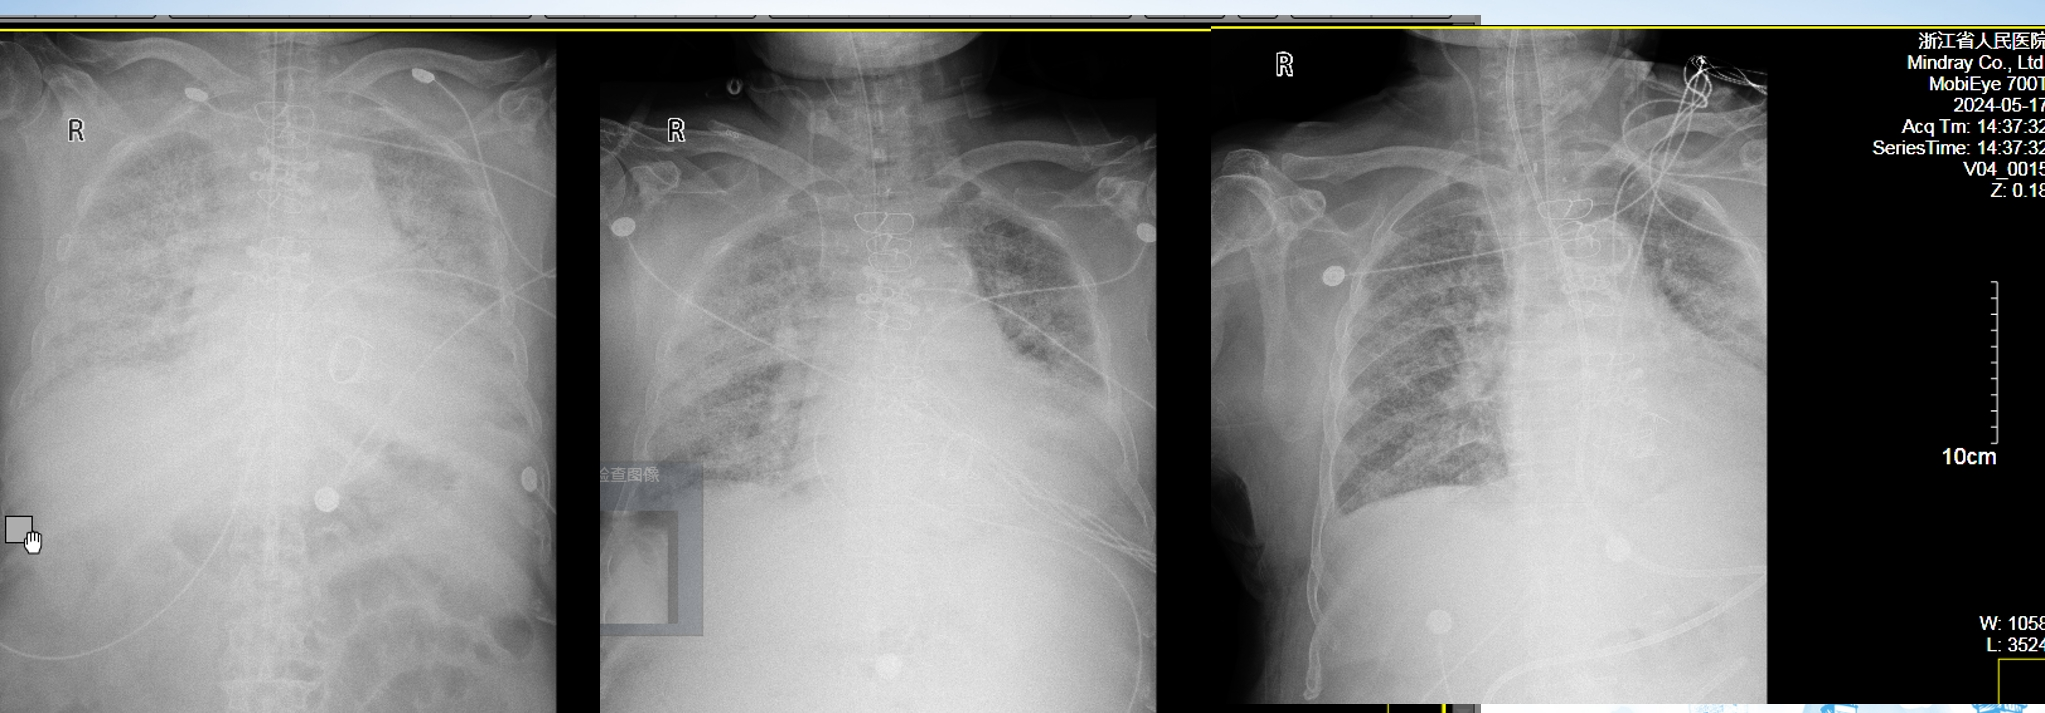 R
R
检查图像
R
浙江省人民医院
Mindray Co., Ltd
MobiEye 700T
2024-05-17
Acq Tm: 14:37:32
SeriesTime: 14:37:32
V04_0015
Z: 0.18
10cm
W: 1058
L: 3524